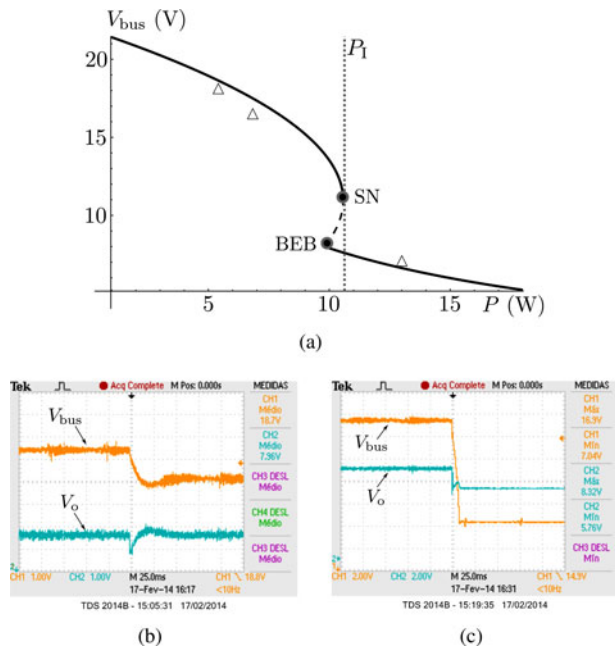 V_bus (V)
P_I
20
15
10
SN
BEB
5
10
15
P (W)
(a)
Tek
Acq Complete
M Pos: 0.000s
MEDIDAS
CH1
Médio
18.7V
CH2
Médio
7.96V
CH3 DESL
Médio
CH4 DESL
Médio
CH3 DESL
Médio
V_bus
V_o
2
CH1 1.00V
CH2 1.00V
M 25.0ms
17-Fev-14 16:17
<10Hz
TDS 2014B - 15:05:31 17/02/2014
(b)
Tek
Acq Complete
M Pos: 0.000s
MEDIDAS
CH1
Máx
16.9V
CH1
Mín
7.04V
CH2
Máx
8.32V
CH2
Mín
5.76V
CH3 DESL
Mín
V_bus
V_o
2
CH1 2.00V
CH2 2.00V
M 25.0ms
CH1 \ 14.9V
17-Fev-14 16:31
<10Hz
TDS 2014B - 15:19:35 17/02/2014
(c)